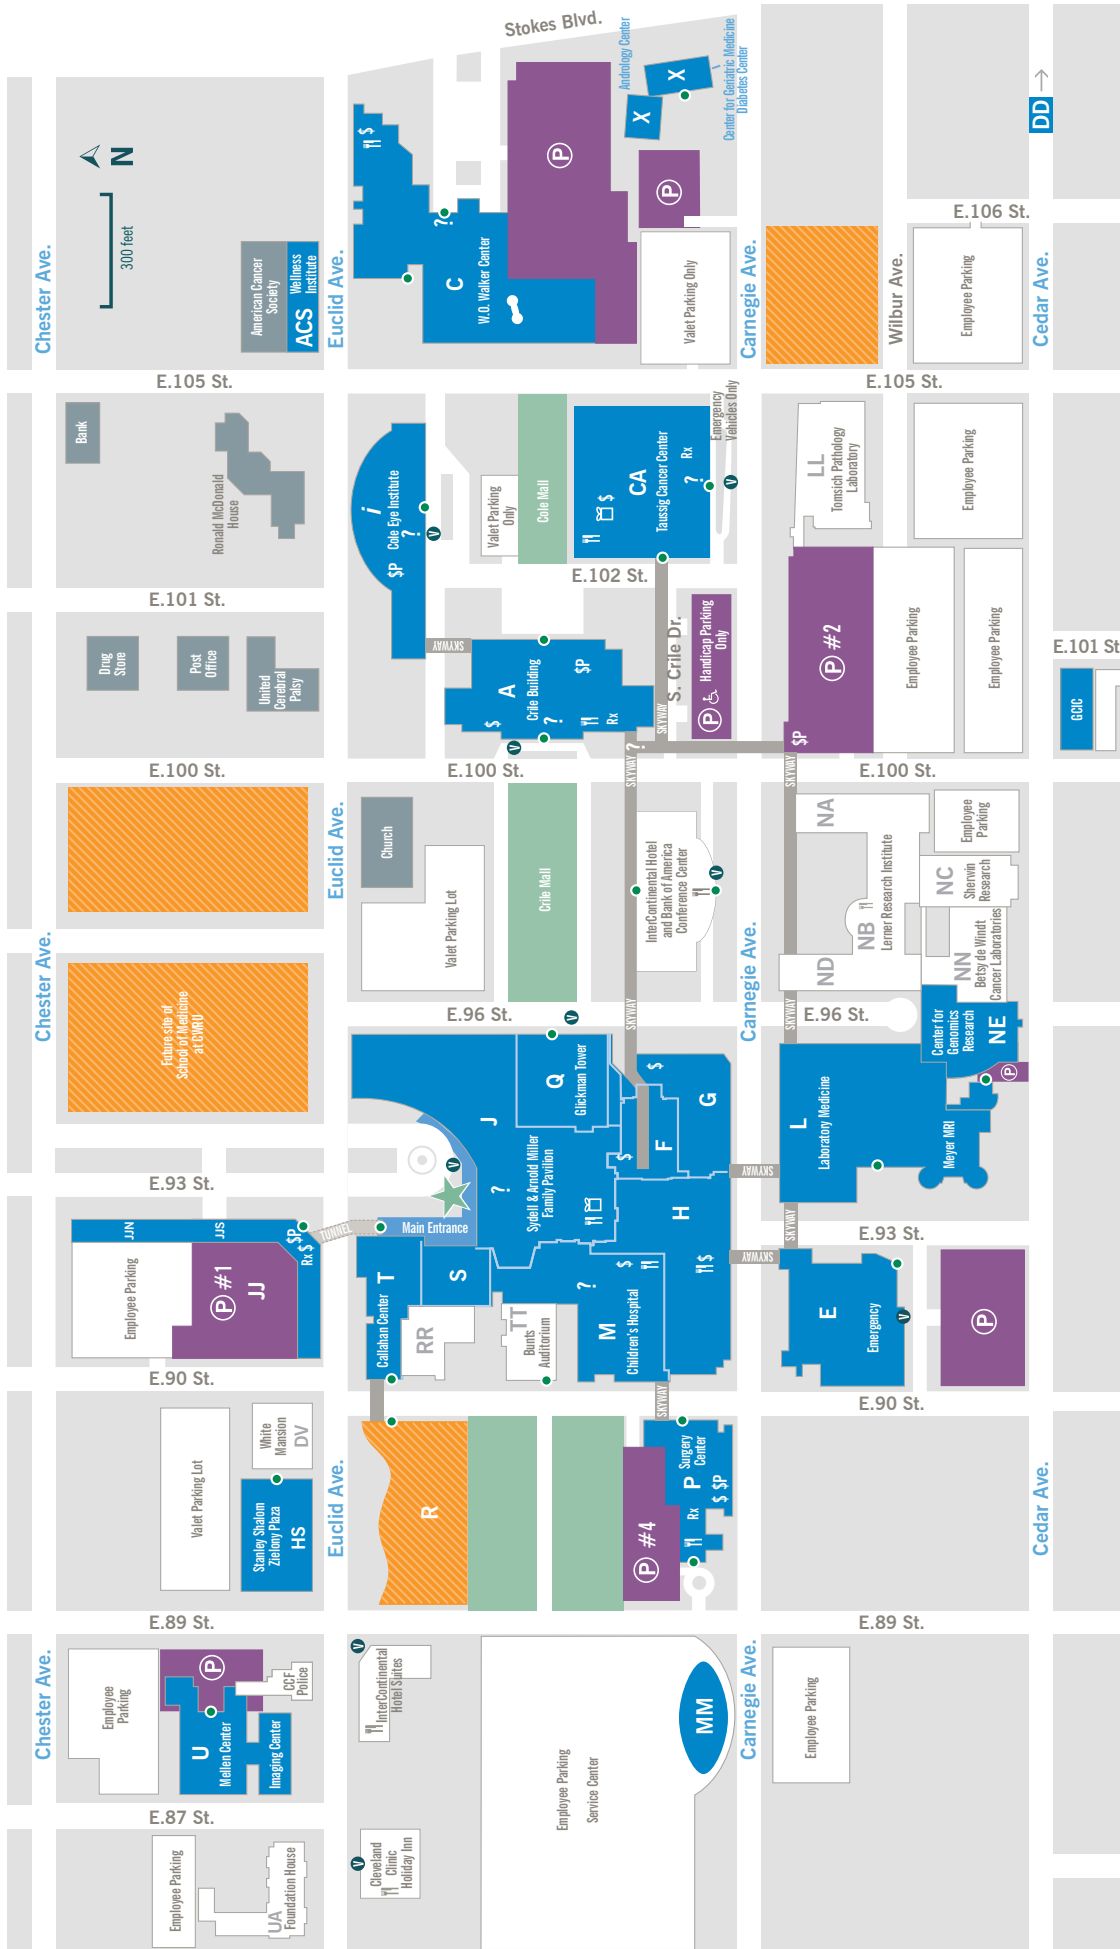 Stokes Blvd.
Andrology Center
Center for Geriatric Medicine
Diabetes Center
X
X
DD
N
300 feet
P
P
E.106 St.
Chester Ave.
Euclid Ave.
Carnegie Ave.
Wilbur Ave.
Cedar Ave.
American Cancer
Society
ACS
Wellness
Institute
$
?
C
W.O. Walker Center
Valet Parking Only
Employee Parking
E.105 St.
E.105 St.
Bank
Ronald McDonald
House
i
Cole Eye Institute
?
$P
V
Valet Parking
Only
Cole Mall
CA
Taussig Cancer Center
$
?
Rx
V
Emergency
Vehicles Only
LL
Tomsich Pathology
Laboratory
Employee Parking
E.102 St.
E.101 St.
E.101 St.
Drug
Store
Post
Office
United
Cerebral
Palsy
SKYWAY
A
Crile Building
$
?
$P
Rx
V
S. Crile Dr.
SKYWAY
P
Handicap Parking
Only
P #2
$P
Employee Parking
Employee Parking
GCIC
?
SKYWAY
SKYWAY
E.100 St.
E.100 St.
E.100 St.
Euclid Ave.
Church
Valet Parking Lot
Crile Mall
InterContinental Hotel
and Bank of America
Conference Center
V
NA
Employee
Parking
NB
Lerner Research Institute
NC
Sherwin
Research
ND
NN
Betsy de Windt
Cancer Laboratories
Chester Ave.
Carnegie Ave.
Future site of
School of Medicine
at CWRU
E.96 St.
E.96 St.
V
SKYWAY
SKYWAY
Center for
Genomics
Research
NE
P
Q
Glickman Tower
J
Sydell & Arnold Miller
Family Pavilion
?
$
F
$
G
H
$
L
Laboratory Medicine
Meyer MRI
V
Main Entrance
TUNNEL
E.93 St.
E.93 St.
SKYWAY
SKYWAY
SKYWAY
JJN
JJS
$P
Rx $
Employee Parking
P #1
JJ
T
Callahan Center
S
RR
TT
Bunts
Auditorium
?
$
M
Children's Hospital
E
Emergency
V
P
E.90 St.
E.90 St.
SKYWAY
Valet Parking Lot
White
Mansion
DV
Stanley Shalom
Zielony Plaza
HS
Euclid Ave.
R
P #4
P
Surgery
Center
$ $P
Rx
Cedar Ave.
E.89 St.
E.89 St.
Chester Ave.
Carnegie Ave.
Employee
Parking
P
CCF
Police
U
Mellen Center
Imaging Center
V
InterContinental
Hotel Suites
MM
Employee Parking
Service Center
Employee Parking
E.87 St.
Employee Parking
UA
Foundation House
V
Cleveland
Clinic
Holiday Inn